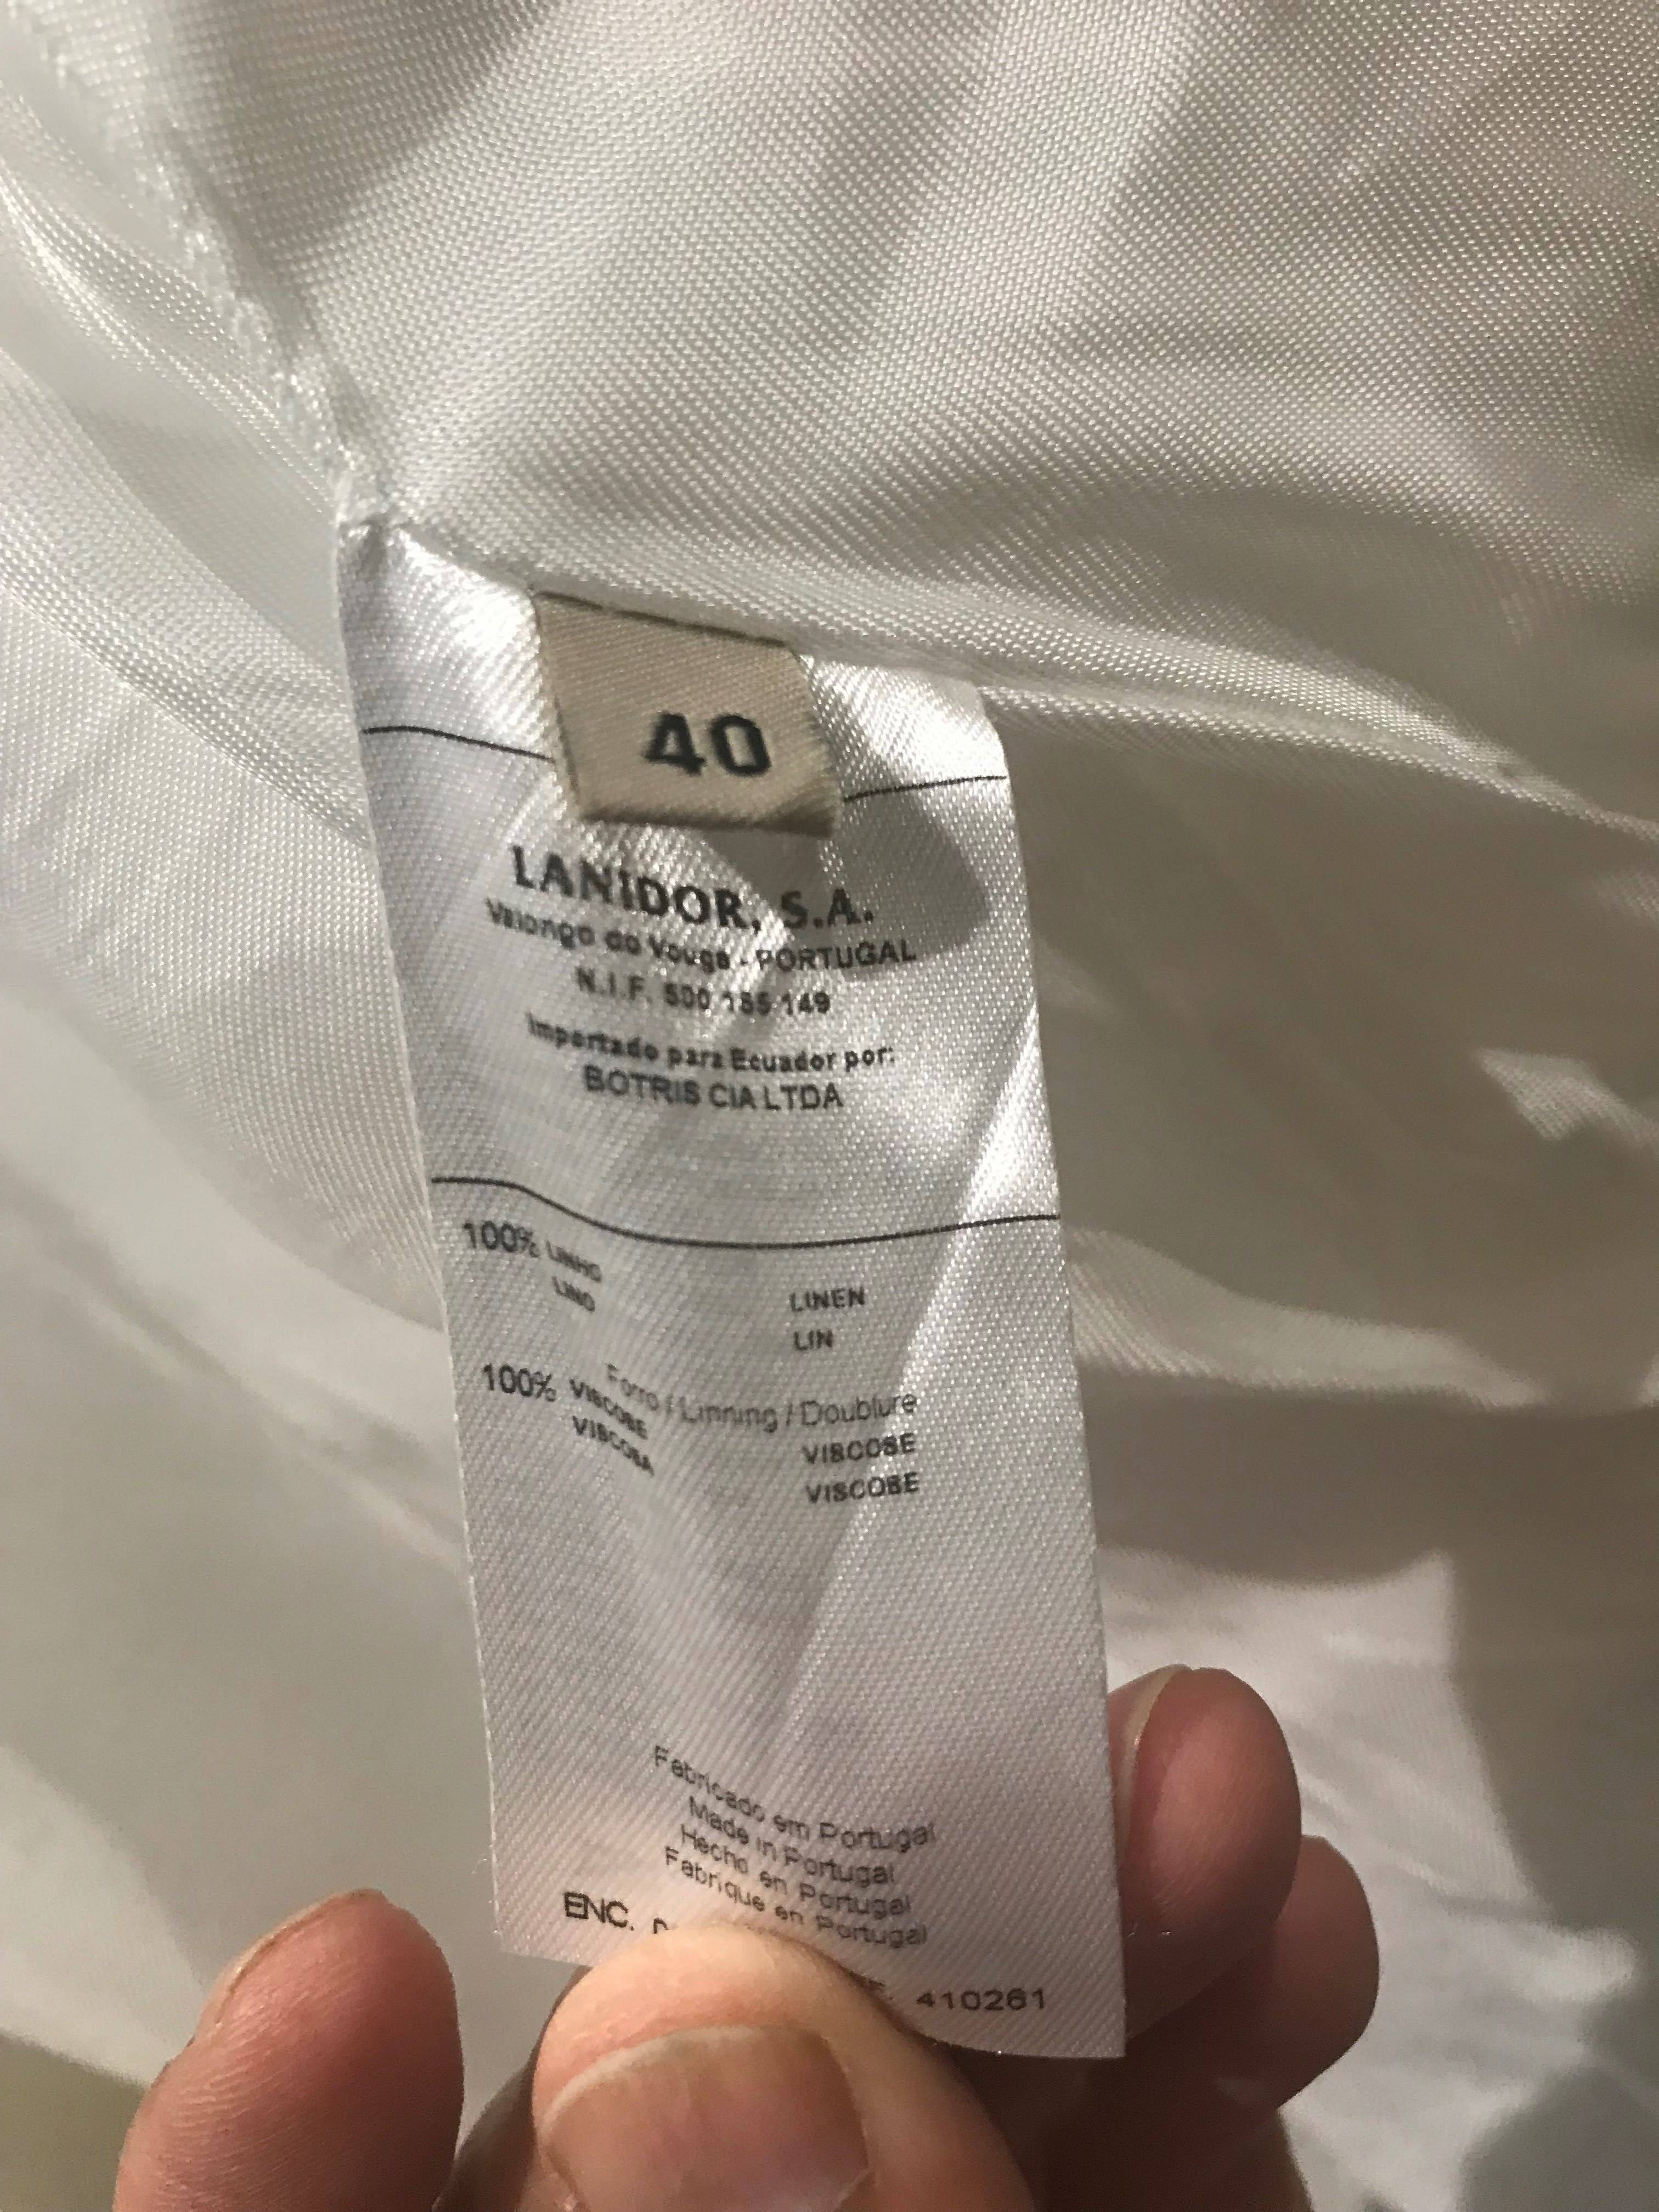 40
LANIDOR, S.A.
Valongo do Vouga - PORTUGAL
N.I.F. 500 155 149
Importado para Ecuador por:
BOTRIS CIA LTDA
100% LINHO LINEN
LINO LIN
Forro / Linning / Doublure
100% VISCOSE VISCOSE
VISCOSA VISCOSE
Fabricado em Portugal
Made in Portugal
Hecho en Portugal
Fabrique en Portugal
ENC. 410261